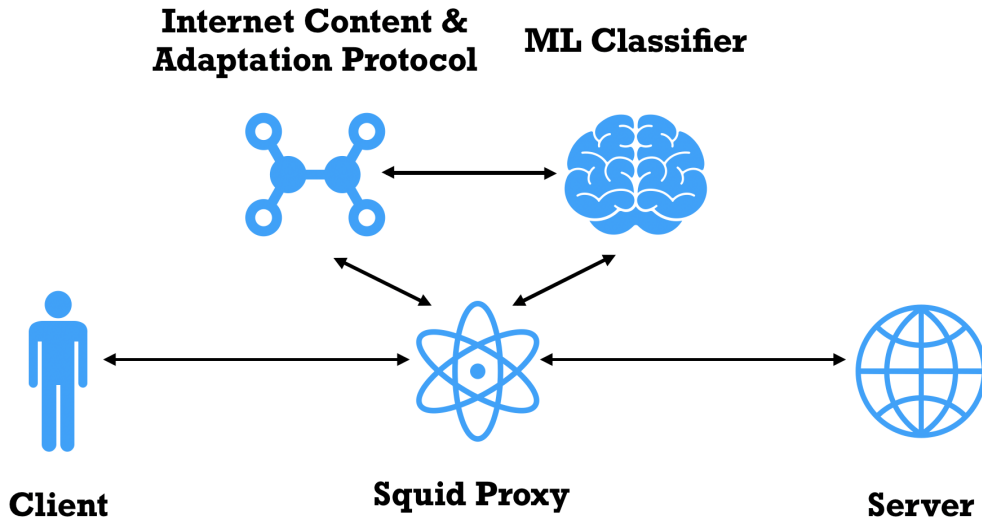 Internet Content &
Adaptation Protocol
ML Classifier
Client
Squid Proxy
Server